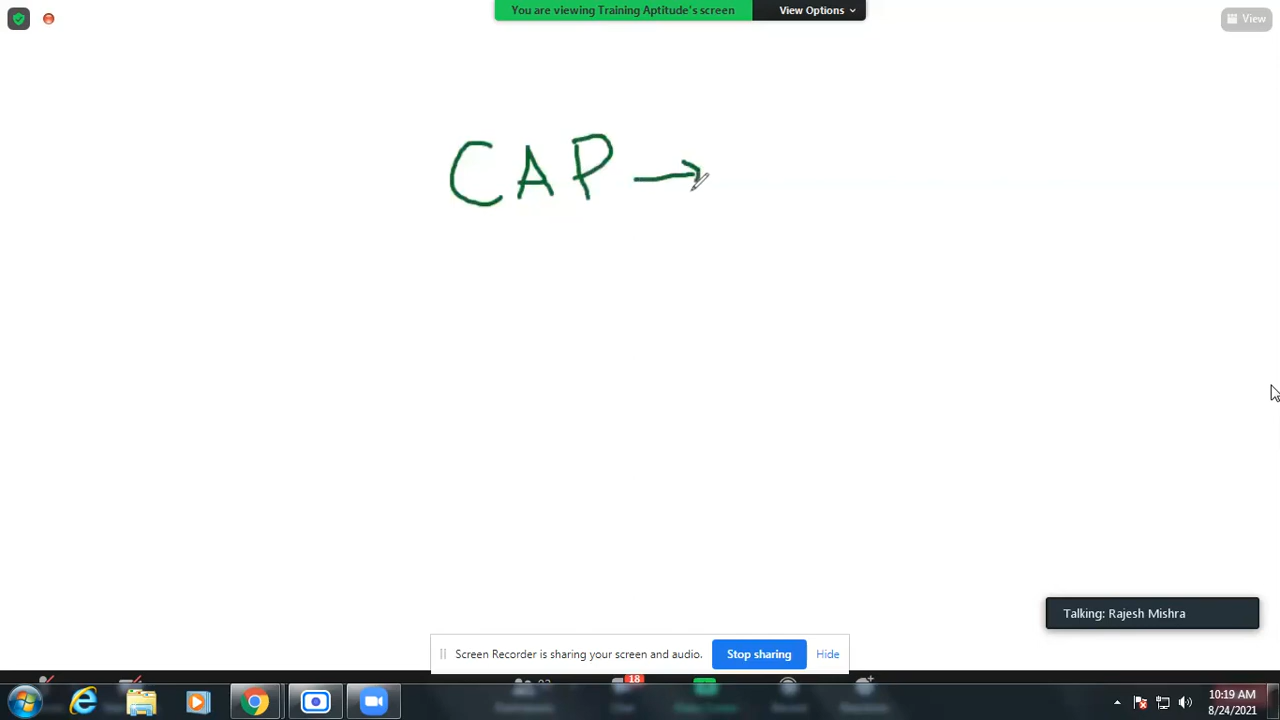 You are viewing Training Aptitude's screen
View Options
View
CAP →
Talking: Rajesh Mishra
Screen Recorder is sharing your screen and audio.
Stop sharing
Hide
18
10:19 AM
8/24/2021